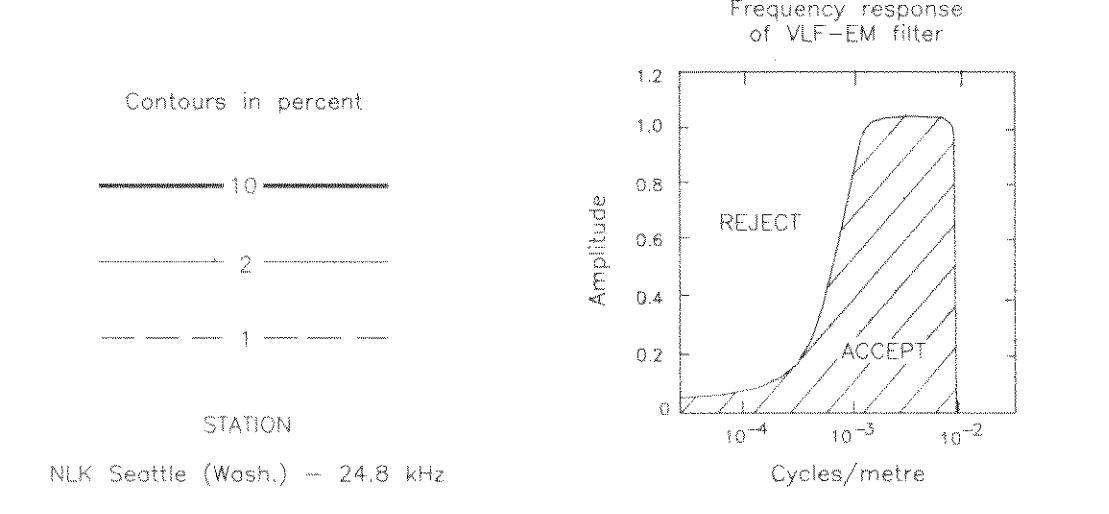 Contours in percent
10
2
1
STATION
NLK Seattle (Wash.) – 24.8 kHz
Frequency response
of VLF-EM filter
1.2
1.0
0.8
0.6
0.4
0.2
0
Amplitude
REJECT
ACCEPT
10⁻⁴ 10⁻³ 10⁻²
Cycles/metre